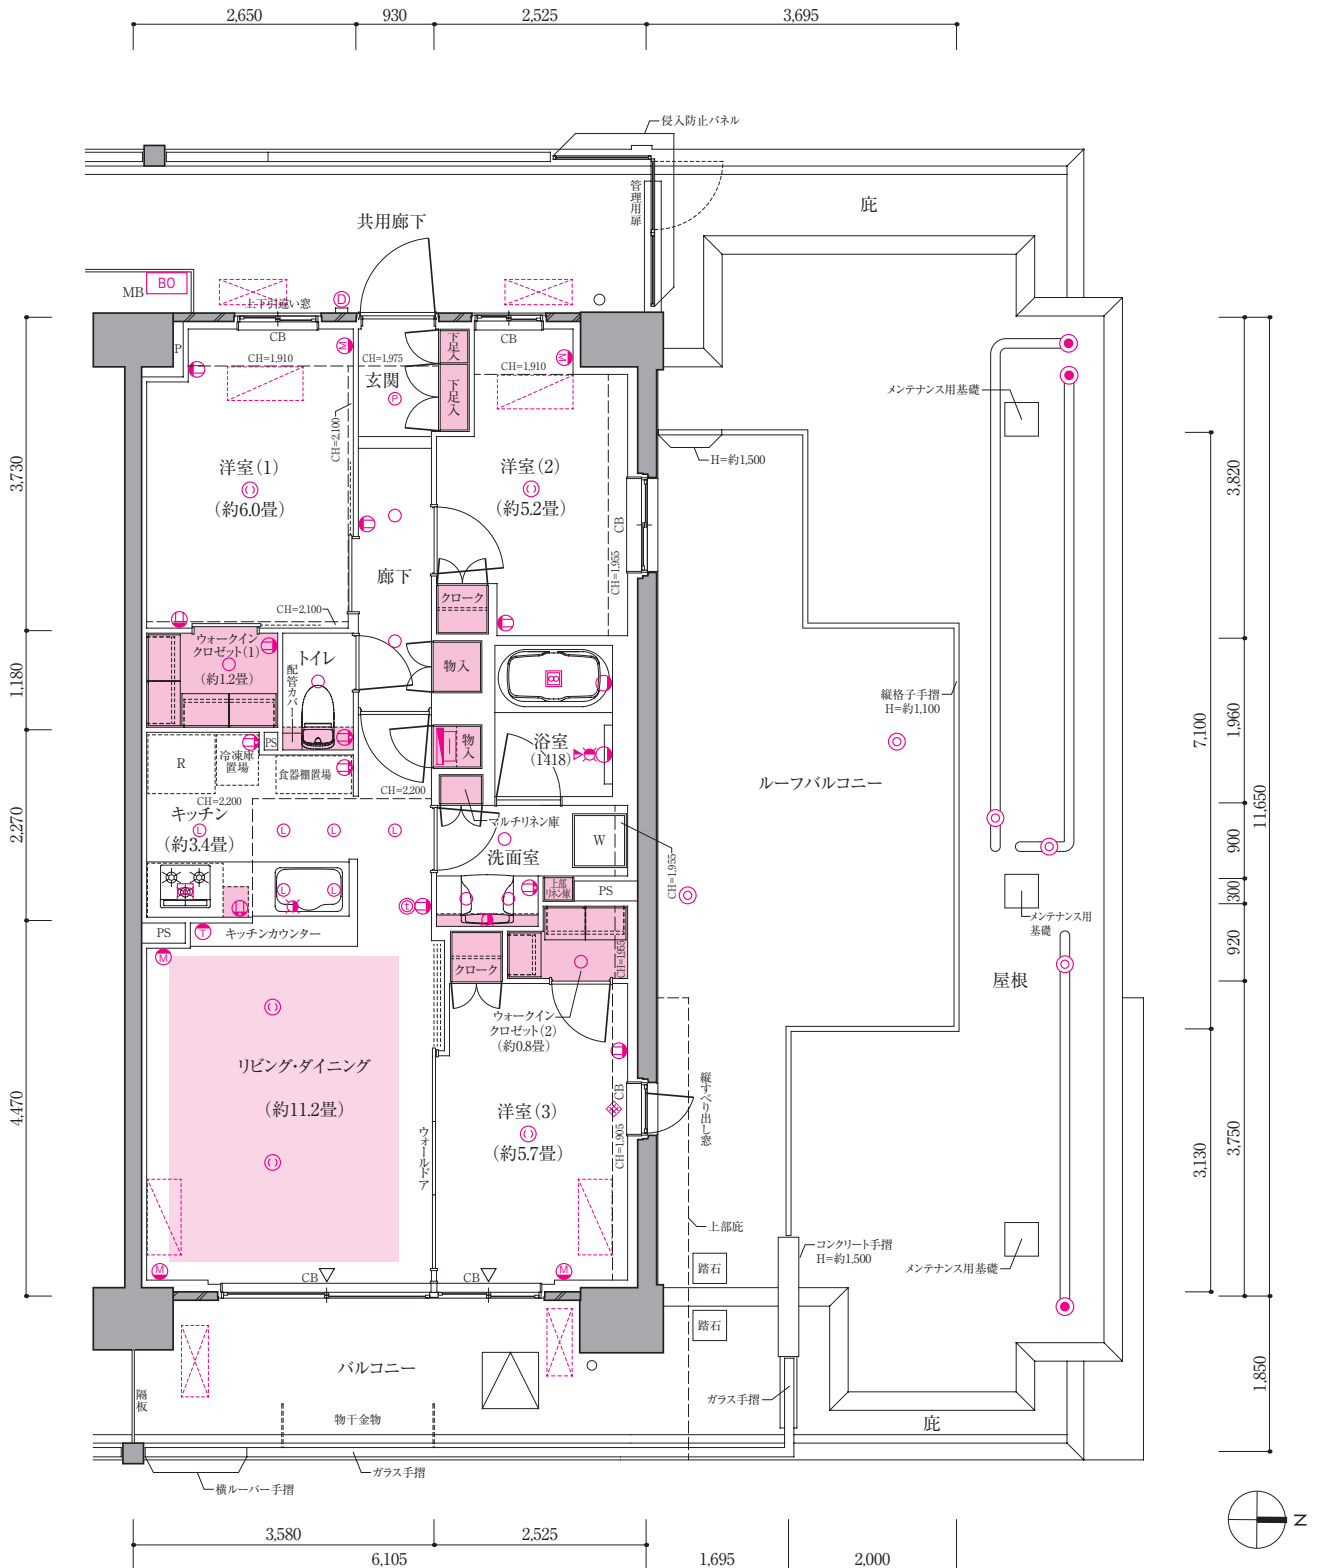 2,650
930
2,525
3,695
侵入防止パネル
管理用扉
庇
共用廊下
MB
BO
上下引違い窓
D
CB
CB
P
M
CH=1,910
CH=1,975
下足入
下足入
CH=1,910
M
玄関
P
メンテナンス用基礎
CH=2,100
H=約1,500
洋室(1)
(約6.0畳)
洋室(2)
(約5.2畳)
CB
CH=1,955
廊下
クローク
CH=2,100
ウォークイン
クロゼット(1)
(約1.2畳)
トイレ
配管カバー
物入
縦格子手摺
H=約1,100
PS
R
冷凍庫
置場
食器棚置場
物入
浴室
(1418)
ルーフバルコニー
CH=2,200
CH=2,200
キッチン
(約3.4畳)
L
L
L
L
マルチリネン庫
洗面室
W
CH=1,955
L
L
上部
リネン庫
PS
t
メンテナンス用
基礎
PS
T
キッチンカウンター
M
クローク
CH=1,955
屋根
ウォークイン
クロゼット(2)
(約0.8畳)
リビング・ダイニング
(約11.2畳)
ウォールドア
洋室(3)
(約5.7畳)
CB
CH=1,905
縦すべり出し窓
上部庇
コンクリート手摺
H=約1,500
踏石
メンテナンス用基礎
M
CB
CB
M
踏石
バルコニー
隔板
物干金物
ガラス手摺
庇
ガラス手摺
横ルーバー手摺
3,730
1,180
2,270
4,470
3,820
1,960
900
300
920
3,750
7,100
3,130
11,650
1,850
N
3,580
2,525
6,105
1,695
2,000